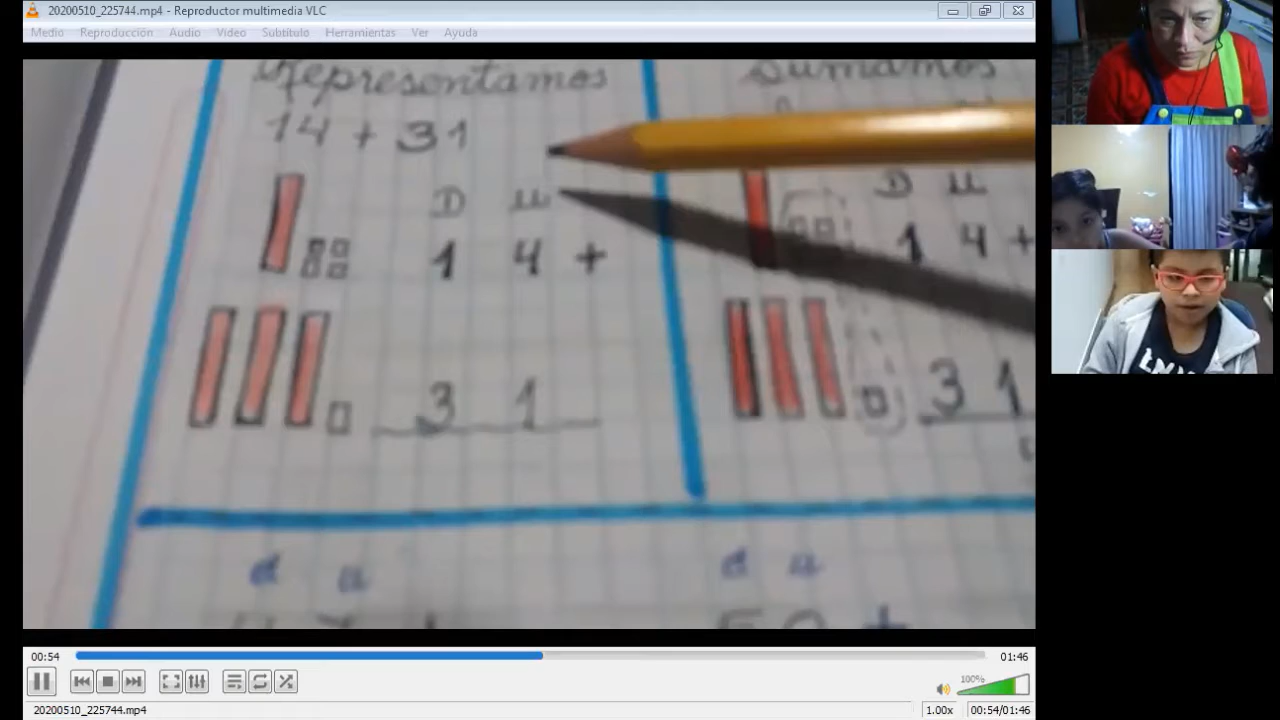 20200510_225744.mp4 - Reproductor multimedia VLC
Medio Reproducción Audio Video Subtítulo Herramientas Ver Ayuda
Representamos
14 + 31
D U
1 4 +
3 1
Sumamos
D U
1 4 +
3 1
d u
d u
00:54
01:46
100%
20200510_225744.mp4
1.00x
00:54/01:46